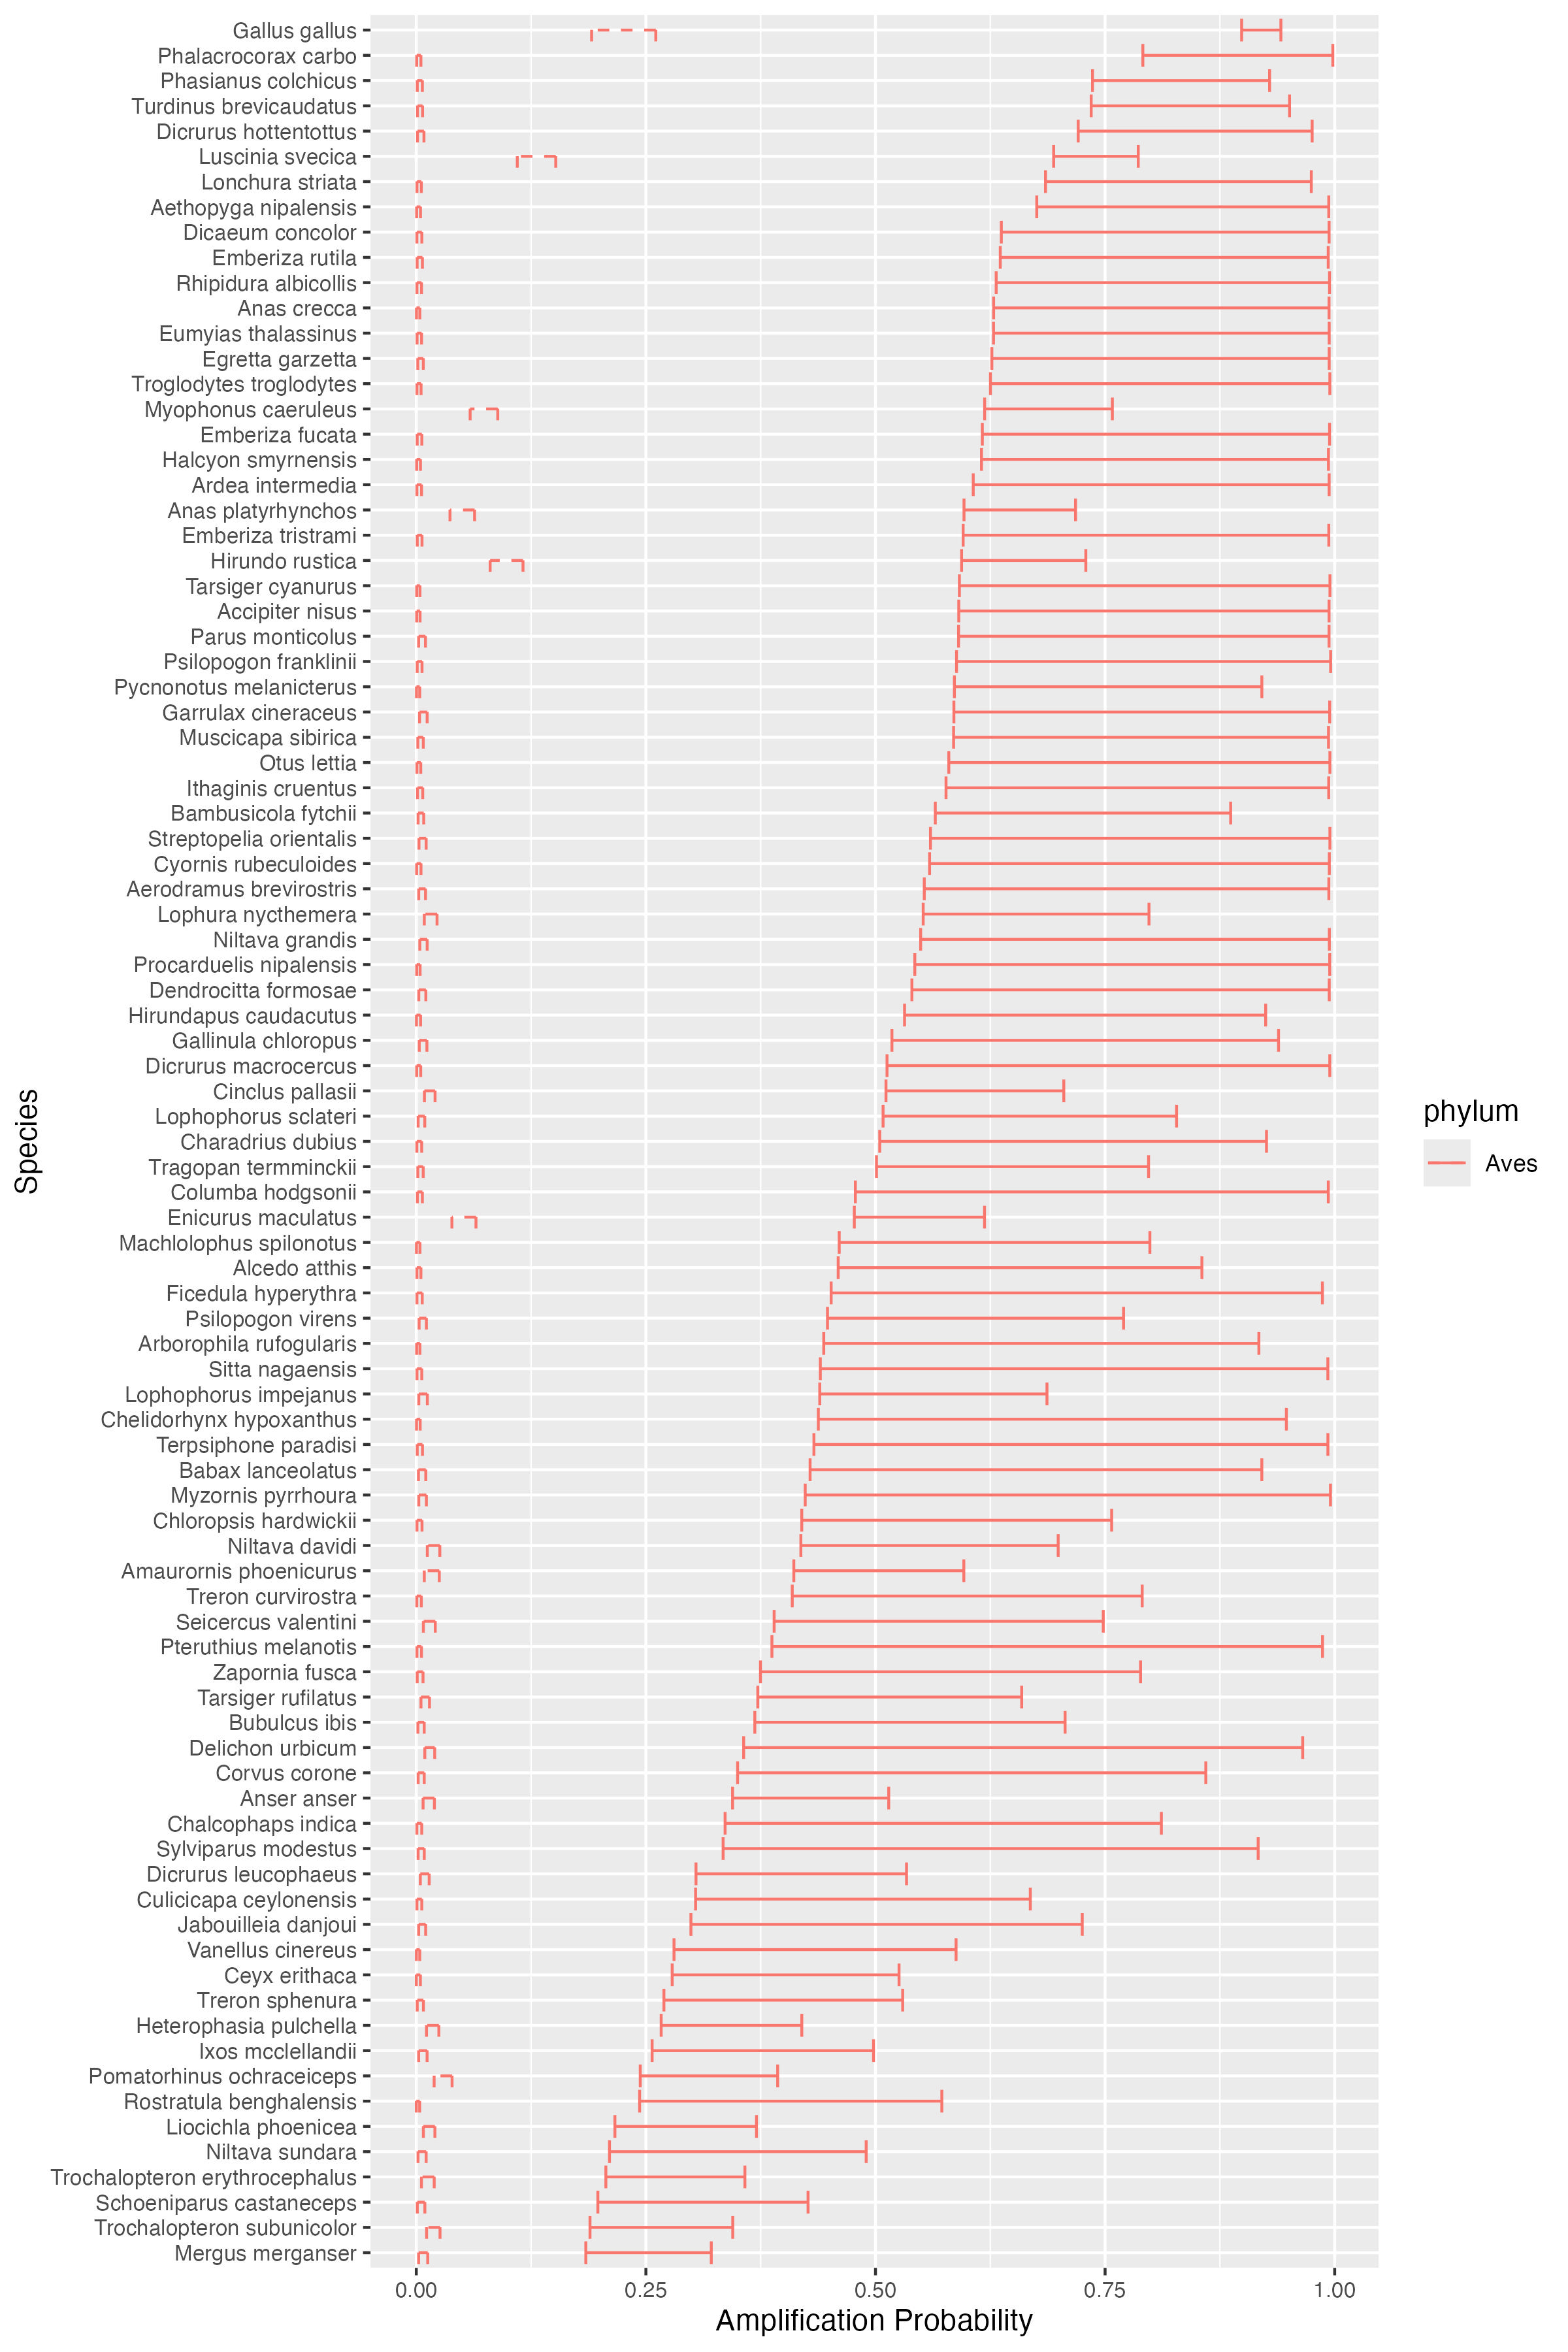 Gallus gallus
Phalacrocorax carbo
Phasianus colchicus
Turdinus brevicaudatus
Dicrurus hottentottus
Luscinia svecica
Lonchura striata
Aethopyga nipalensis
Dicaeum concolor
Emberiza rutila
Rhipidura albicollis
Anas crecca
Eumyias thalassinus
Egretta garzetta
Troglodytes troglodytes
Myophonus caeruleus
Emberiza fucata
Halcyon smyrnensis
Ardea intermedia
Anas platyrhynchos
Emberiza tristrami
Hirundo rustica
Tarsiger cyanurus
Accipiter nisus
Parus monticolus
Psilopogon franklinii
Pycnonotus melanicterus
Garrulax cineraceus
Muscicapa sibirica
Otus lettia
Ithaginis cruentus
Bambusicola fytchii
Streptopelia orientalis
Cyornis rubeculoides
Aerodramus brevirostris
Lophura nycthemera
Niltava grandis
Procarduelis nipalensis
Dendrocitta formosae
Hirundapus caudacutus
Gallinula chloropus
Dicrurus macrocercus
Cinclus pallasii
Lophophorus sclateri
Charadrius dubius
Tragopan termminckii
Columba hodgsonii
Enicurus maculatus
Machlolophus spilonotus
Alcedo atthis
Ficedula hyperythra
Psilopogon virens
Arborophila rufogularis
Sitta nagaensis
Lophophorus impejanus
Chelidorhynx hypoxanthus
Terpsiphone paradisi
Babax lanceolatus
Myzornis pyrrhoura
Chloropsis hardwickii
Niltava davidi
Amaurornis phoenicurus
Treron curvirostra
Seicercus valentini
Pteruthius melanotis
Zapornia fusca
Tarsiger rufilatus
Bubulcus ibis
Delichon urbicum
Corvus corone
Anser anser
Chalcophaps indica
Sylviparus modestus
Dicrurus leucophaeus
Culicicapa ceylonensis
Jabouilleia danjoui
Vanellus cinereus
Ceyx erithaca
Treron sphenura
Heterophasia pulchella
Ixos mcclellandii
Pomatorhinus ochraceiceps
Rostratula benghalensis
Liocichla phoenicea
Niltava sundara
Trochalopteron erythrocephalus
Schoeniparus castaneceps
Trochalopteron subunicolor
Mergus merganser
0.00 0.25 0.50 0.75 1.00
Amplification Probability
Species
phylum
Aves